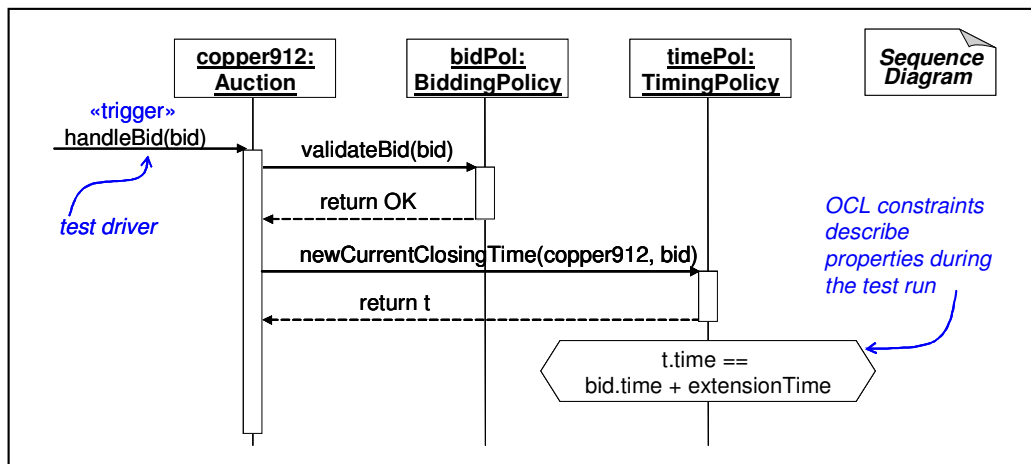 copper912:
Auction
bidPol:
BiddingPolicy
timePol:
TimingPolicy
Sequence
Diagram
«trigger»
handleBid(bid)
validateBid(bid)
return OK
test driver
OCL constraints
describe
properties during
the test run
newCurrentClosingTime(copper912, bid)
return t
t.time ==
bid.time + extensionTime